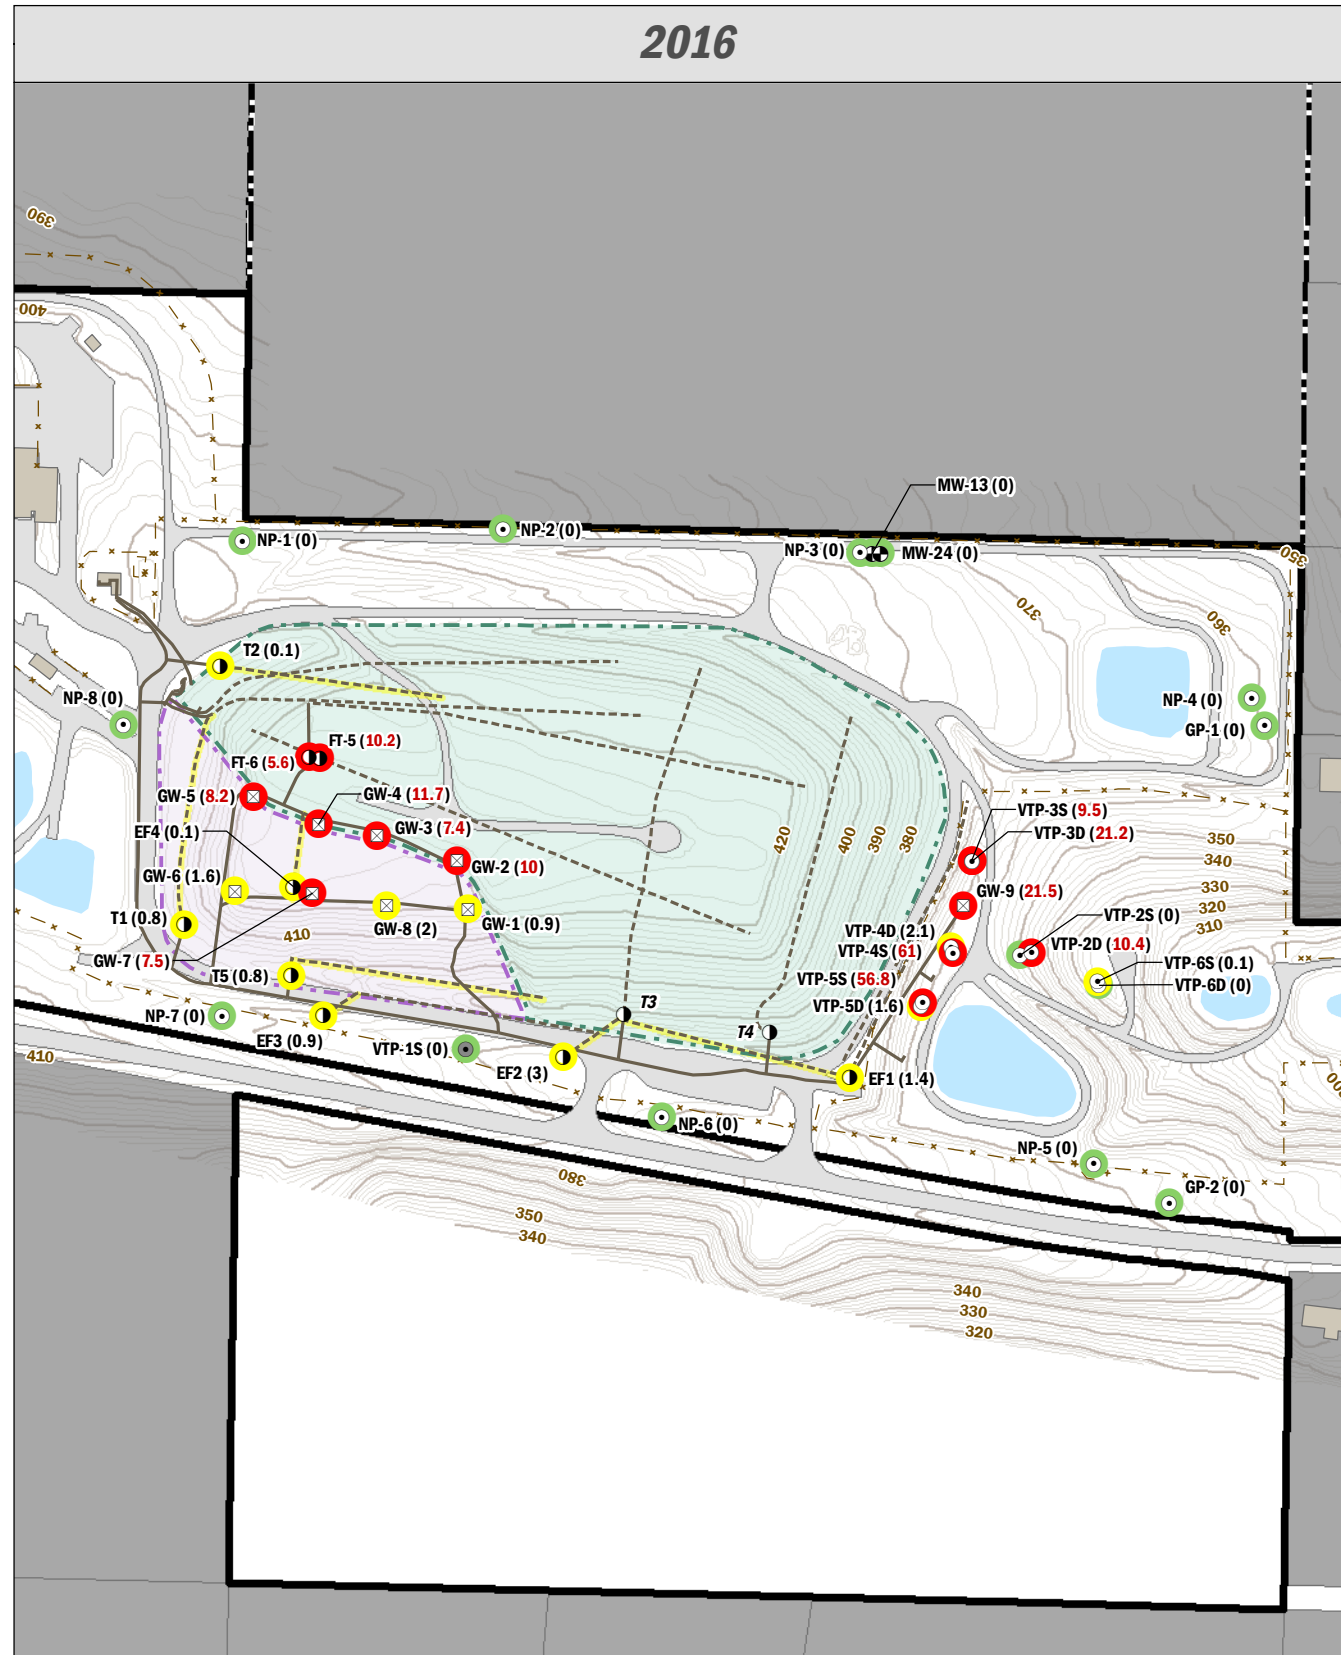 2016
390
400
MW-13 (0)
NP-1 (0)
NP-2 (0)
NP-3 (0)
MW-24 (0)
350
370
360
T2 (0.1)
NP-8 (0)
NP-4 (0)
GP-1 (0)
FT-5 (10.2)
FT-6 (5.6)
GW-5 (8.2)
GW-4 (11.7)
EF4 (0.1)
GW-3 (7.4)
GW-2 (10)
GW-6 (1.6)
420
400
390
380
VTP-3S (9.5)
VTP-3D (21.2)
350
340
330
320
310
GW-9 (21.5)
T1 (0.8)
GW-8 (2)
GW-1 (0.9)
410
VTP-2S (0)
VTP-4D (2.1)
VTP-4S (61)
VTP-2D (10.4)
GW-7 (7.5)
T5 (0.8)
VTP-5S (56.8)
VTP-6S (0.1)
VTP-5D (1.6)
VTP-6D (0)
NP-7 (0)
EF3 (0.9)
T3
T4
VTP-1S (0)
410
EF2 (3)
EF1 (1.4)
NP-6 (0)
NP-5 (0)
GP-2 (0)
380
350
340
340
330
320